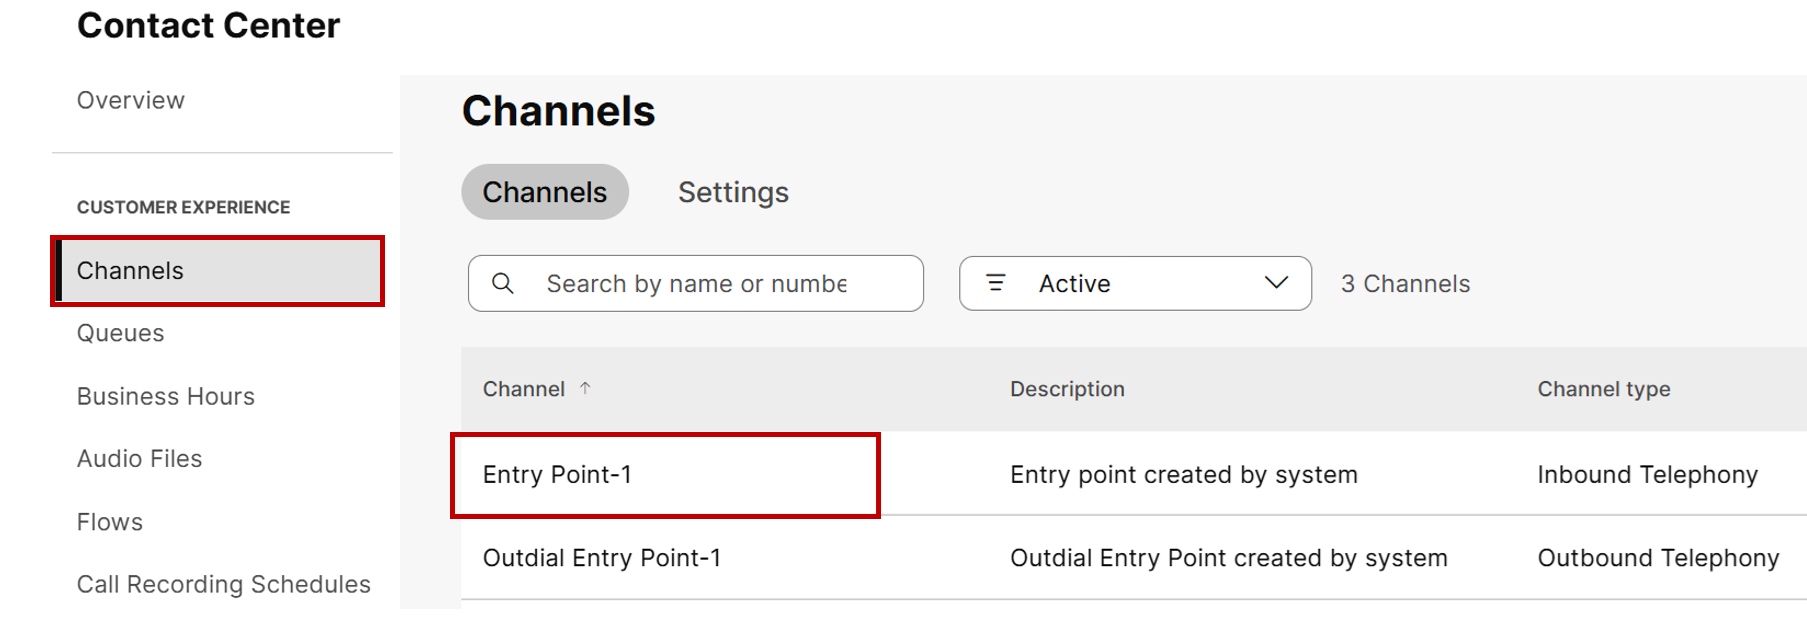 Contact Center
Overview
CUSTOMER EXPERIENCE
Channels
Queues
Business Hours
Audio Files
Flows
Call Recording Schedules
Channels
Channels Settings
Search by name or numbe Active 3 Channels
Channel ↑ Description Channel type
Entry Point-1 Entry point created by system Inbound Telephony
Outdial Entry Point-1 Outdial Entry Point created by system Outbound Telephony